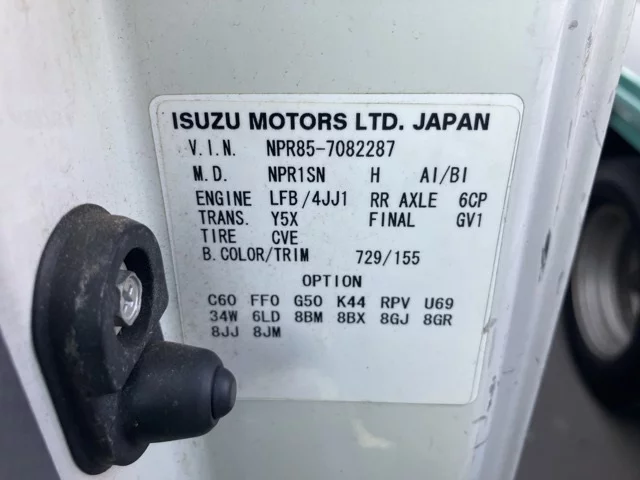 ISUZU MOTORS LTD. JAPAN
V.I.N. NPR85-7082287
M.D. NPR1SN H AI/BI
ENGINE LFB/4JJ1 RR AXLE 6CP
TRANS. Y5X FINAL GV1
TIRE CVE
B.COLOR/TRIM 729/155
OPTION
C60 FF0 G50 K44 RPV U69
34W 6LD 8BM 8BX 8GJ 8GR
8JJ 8JM